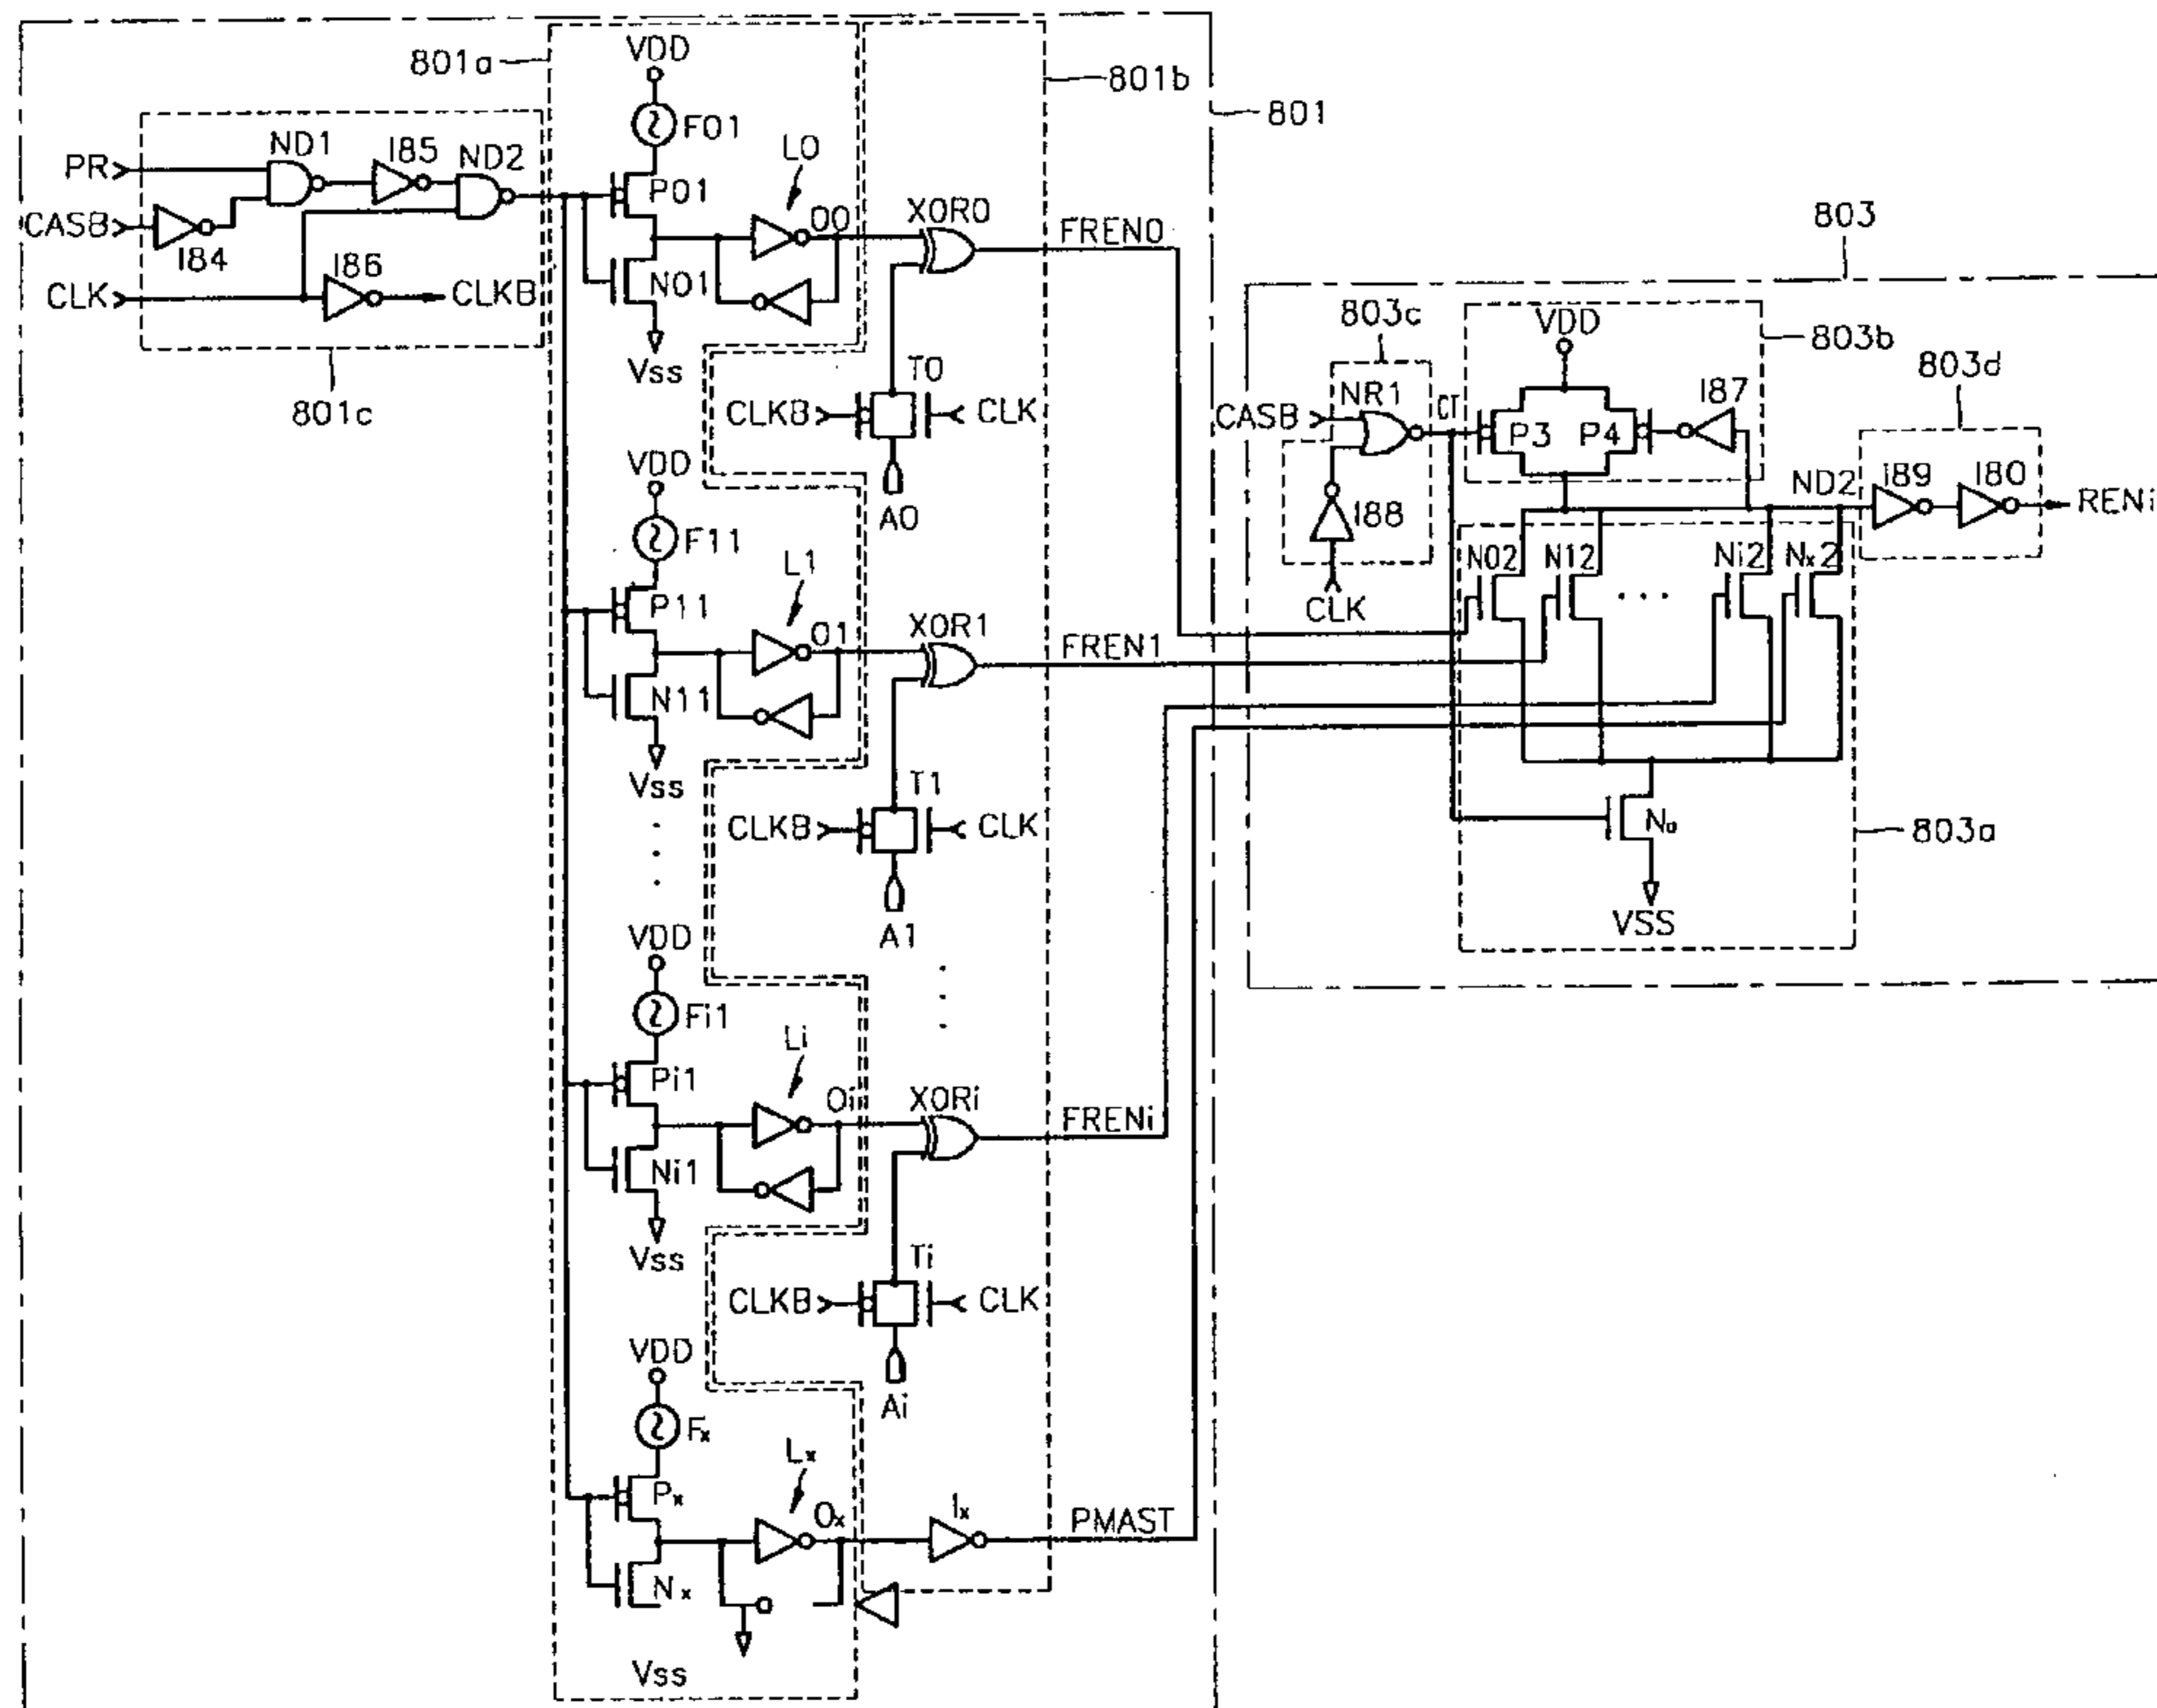 801a
801b
801
PR
CASB
CLK
ND1
I85
ND2
I84
I86
CLKB
801c
VDD
F01
P01
N01
Vss
L0
O0
XOR0
FREN0
CLKB
T0
CLK
A0
VDD
F11
P11
N11
Vss
L1
O1
XOR1
FREN1
CLKB
T1
CLK
A1
VDD
Fi1
Pi1
Ni1
Vss
Li
Oi
XORi
FRENi
CLKB
Ti
CLK
Ai
VDD
Fx
Px
Nx
Vss
Lx
Ox
Ix
PMAST
803
803c
803b
803d
CASB
NR1
CT
VDD
P3
P4
I87
I88
CLK
ND2
I89
I80
RENi
N02
N12
Ni2
Nx2
VSS
803a